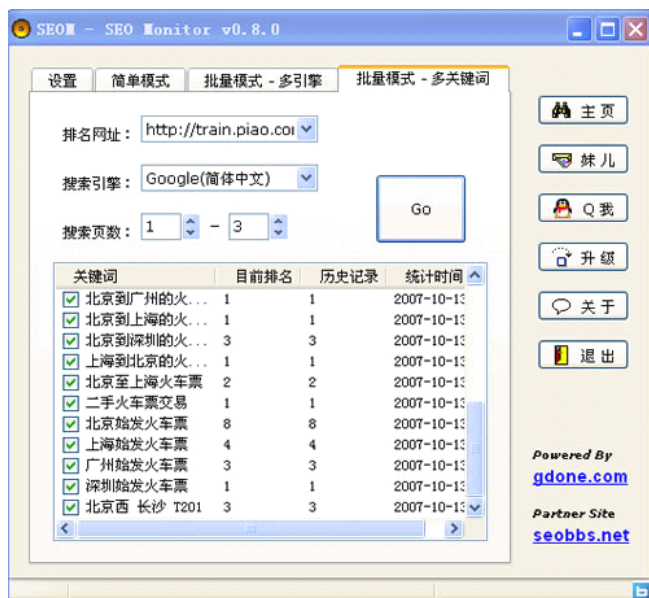 SEOM - SEO Monitor v0.8.0
设置 简单模式 批量模式 - 多引擎 批量模式 - 多关键词
排名网址： http://train.piao.co
搜索引擎： Google(简体中文)
搜索页数： 1 - 3
Go
关键词 目前排名 历史记录 统计时间
北京到广州的火... 1 1 2007-10-13
北京到上海的火... 1 1 2007-10-13
北京到深圳的火... 3 3 2007-10-13
上海到北京的火... 1 1 2007-10-13
北京至上海火车票 2 2 2007-10-13
二手火车票交易 1 1 2007-10-13
北京始发火车票 8 8 2007-10-13
上海始发火车票 4 4 2007-10-13
广州始发火车票 3 3 2007-10-13
深圳始发火车票 1 1 2007-10-13
北京西 长沙 T201 3 3 2007-10-13
主页
妹儿
Q我
升级
关于
退出
Powered By
gdone.com
Partner Site
seobbs.net